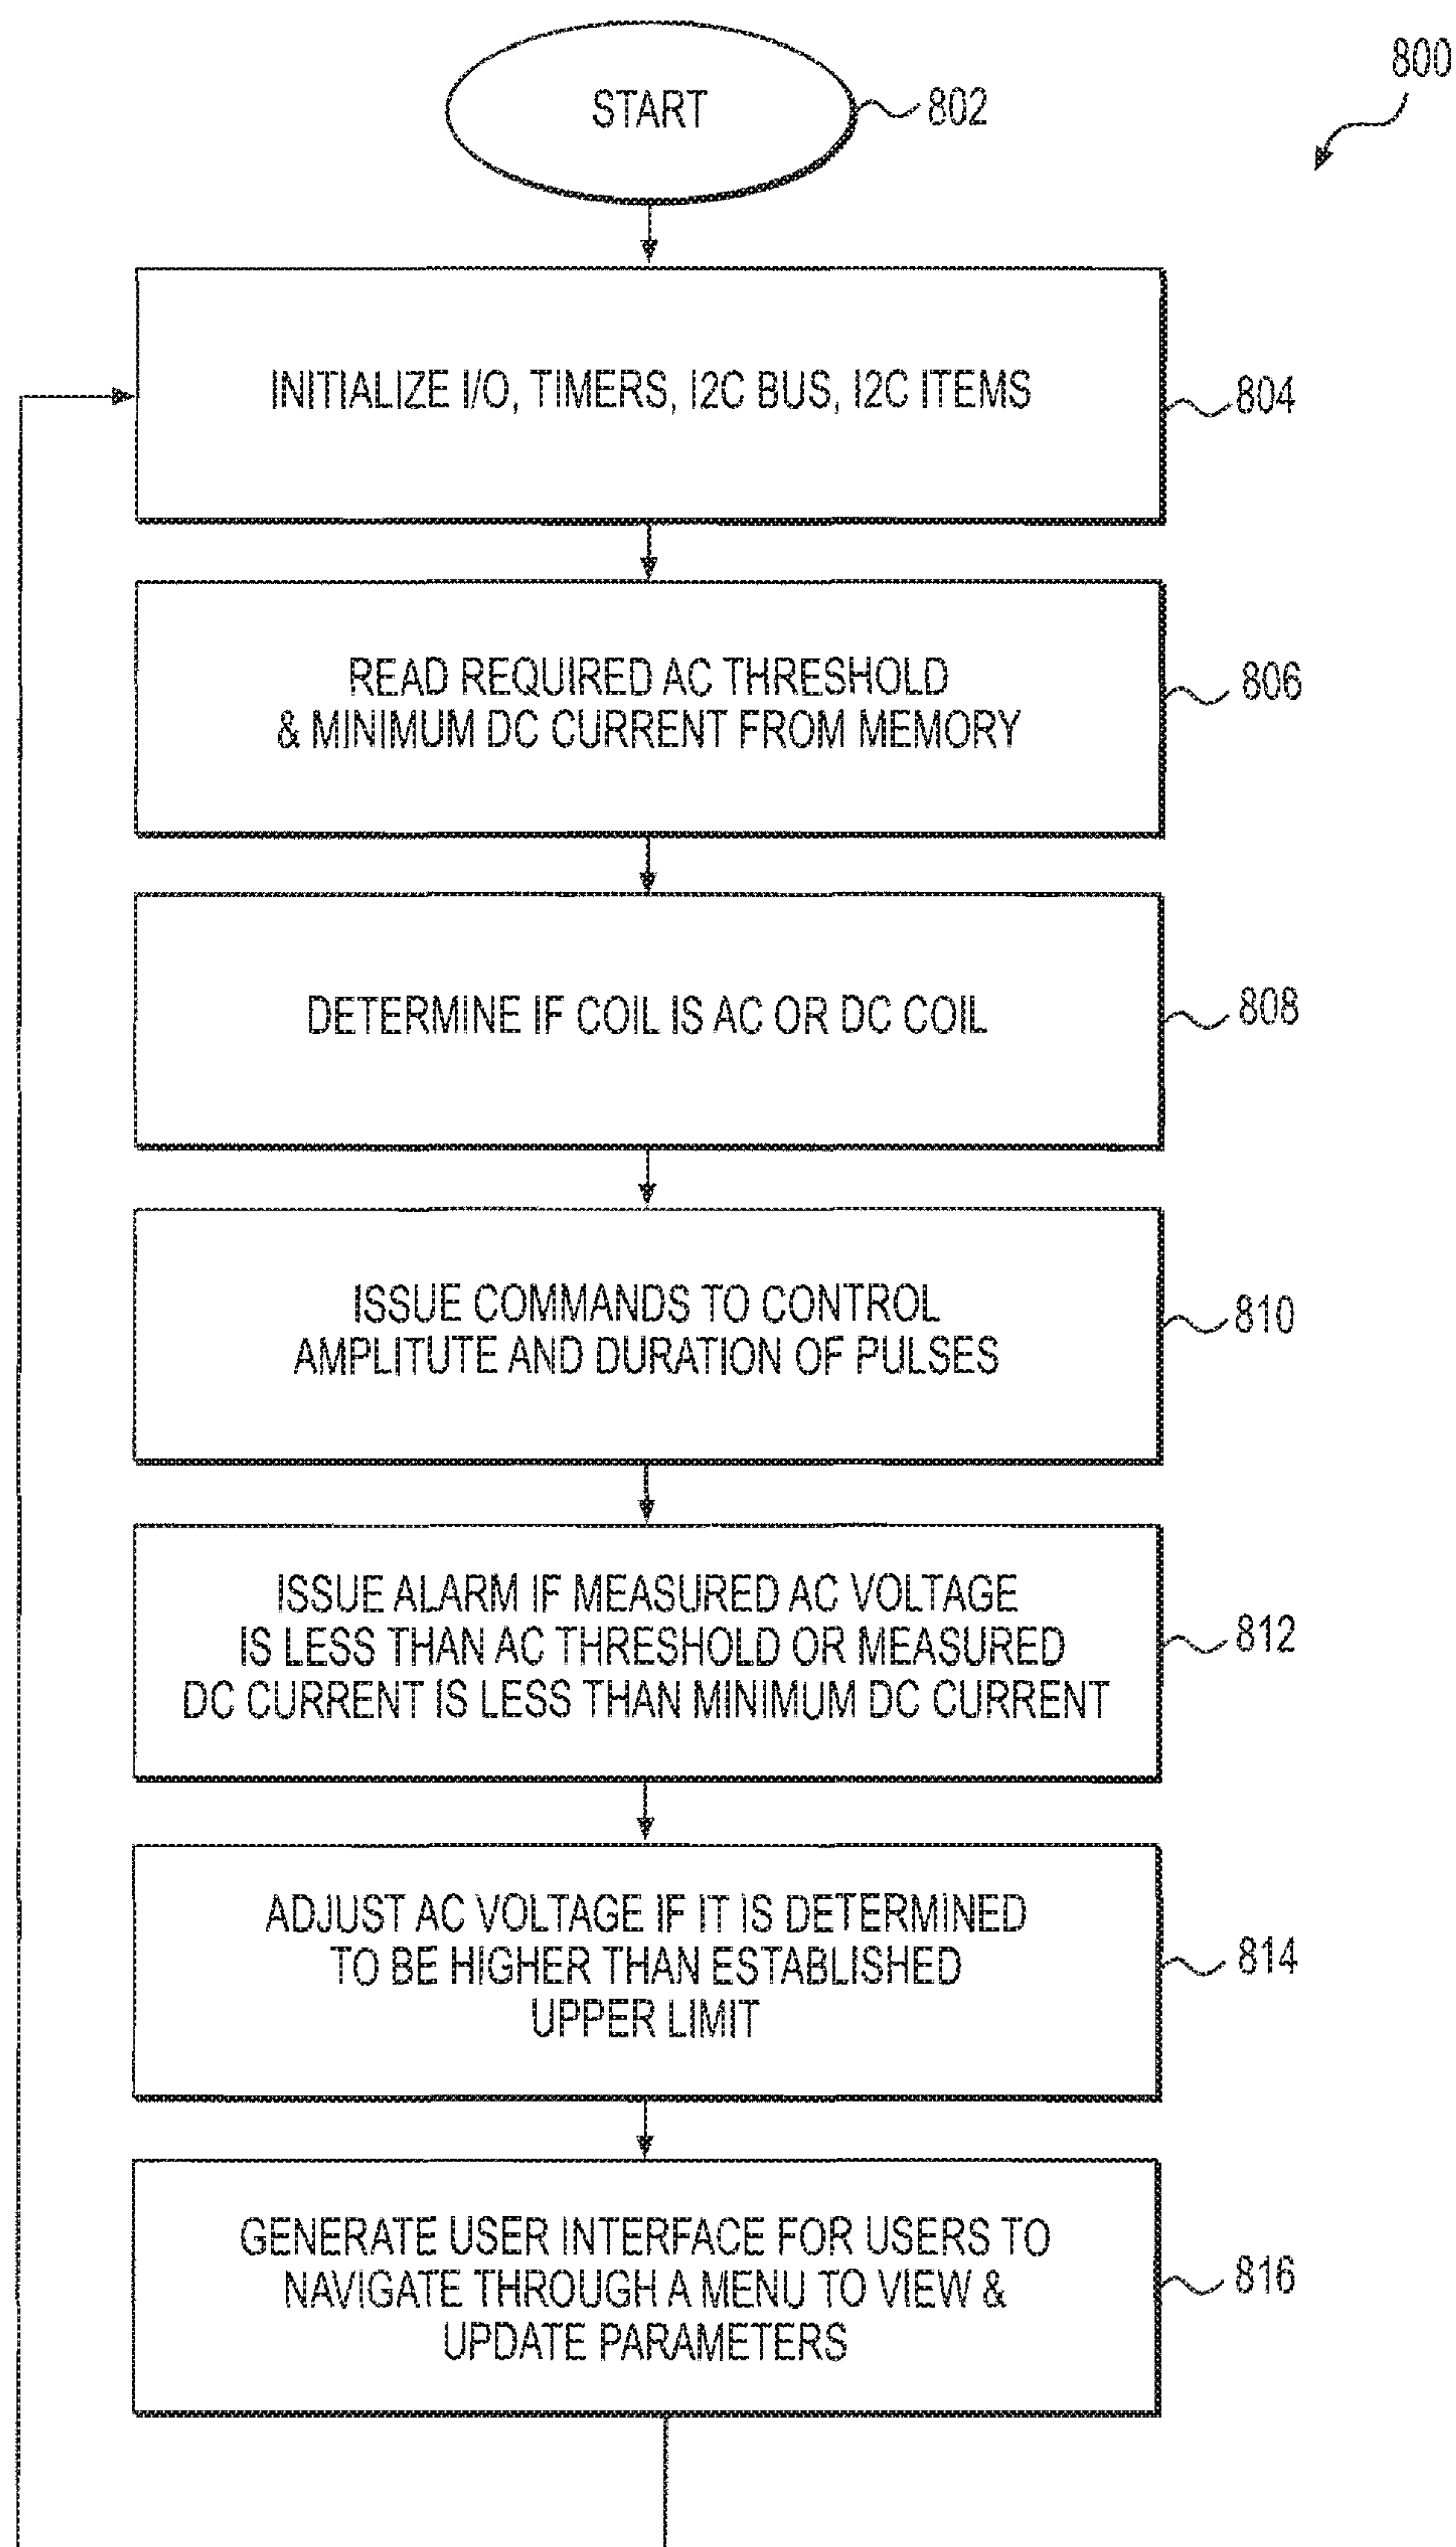 800
START
802
INITIALIZE I/O, TIMERS, I2C BUS, I2C ITEMS
804
READ REQUIRED AC THRESHOLD
& MINIMUM DC CURRENT FROM MEMORY
806
DETERMINE IF COIL IS AC OR DC COIL
808
ISSUE COMMANDS TO CONTROL
AMPLITUTE AND DURATION OF PULSES
810
ISSUE ALARM IF MEASURED AC VOLTAGE
IS LESS THAN AC THRESHOLD OR MEASURED
DC CURRENT IS LESS THAN MINIMUM DC CURRENT
812
ADJUST AC VOLTAGE IF IT IS DETERMINED
TO BE HIGHER THAN ESTABLISHED
UPPER LIMIT
814
GENERATE USER INTERFACE FOR USERS TO
NAVIGATE THROUGH A MENU TO VIEW &
UPDATE PARAMETERS
816